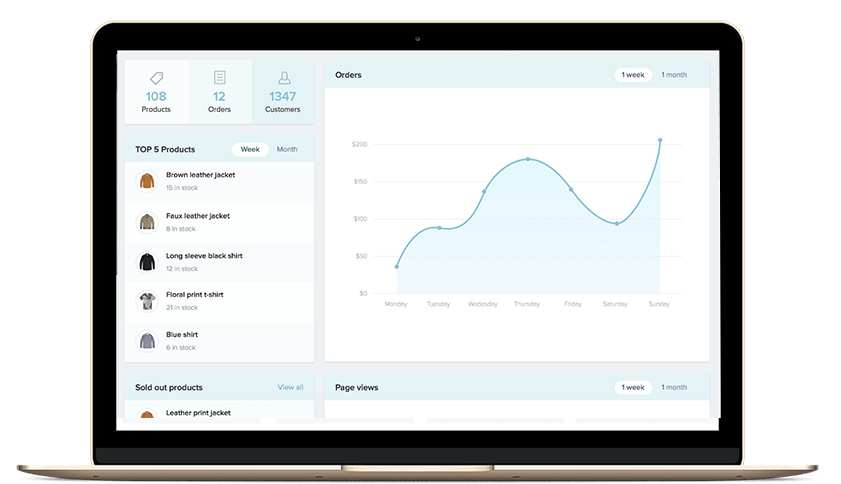 108
Products
12
Orders
1347
Customers
TOP 5 Products
Week
Month
Brown leather jacket
15 in stock
Faux leather jacket
8 in stock
Long sleeve black shirt
12 in stock
Floral print t-shirt
21 in stock
Blue shirt
6 in stock
Sold out products
View all
Leather print jacket
Orders
1 week
1 month
$200
$150
$100
$50
$0
Monday Tuesday Wedesday Thursday Friday Saturday Sunday
Page views
1 week
1 month